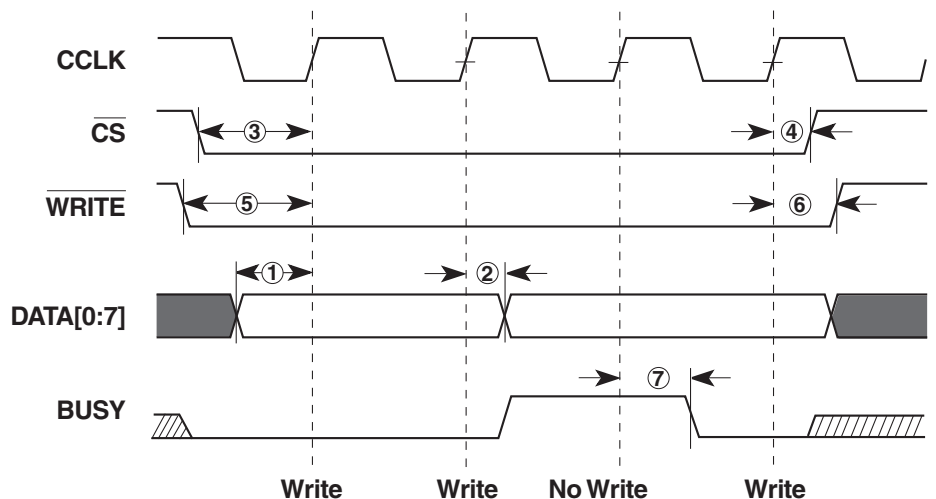 CCLK
CS
③ ④
WRITE
⑤ ⑥
① ②
DATA[0:7]
⑦
BUSY
Write Write No Write Write